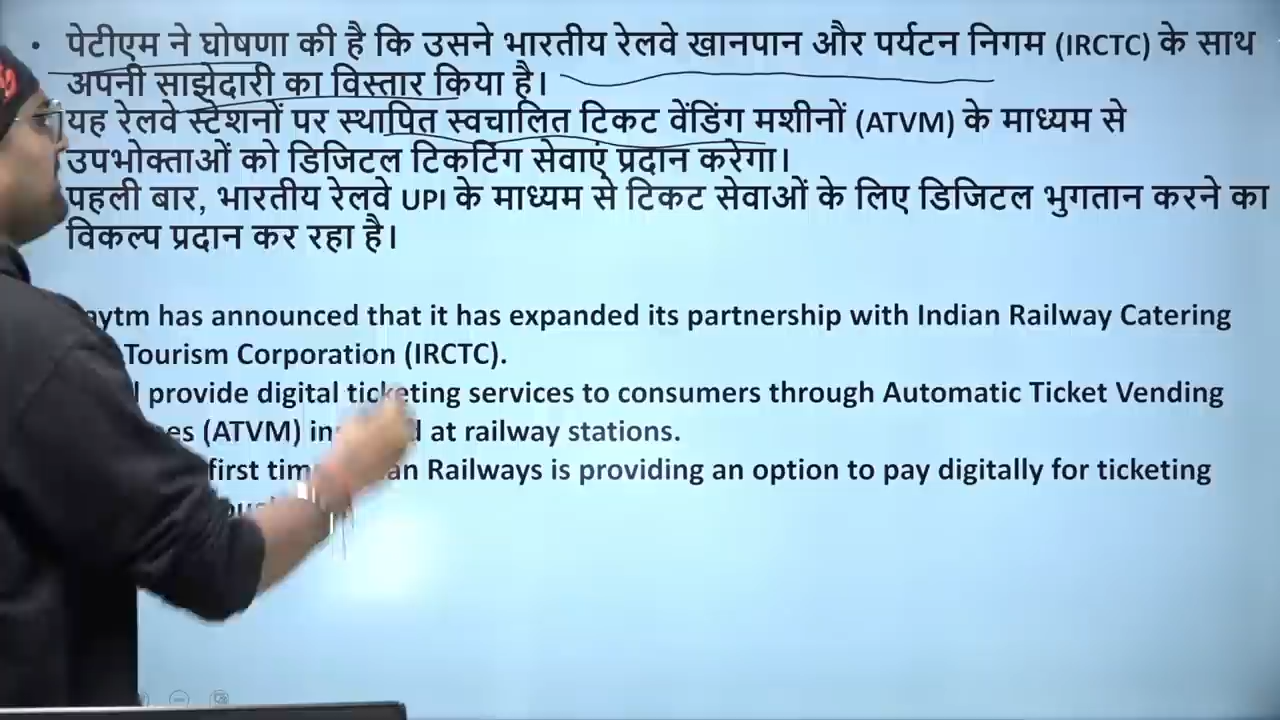 • पेटीएम ने घोषणा की है कि उसने भारतीय रेलवे खानपान और पर्यटन निगम (IRCTC) के साथ
अपनी साझेदारी का विस्तार किया है।
यह रेलवे स्टेशनों पर स्थापित स्वचालित टिकट वेंडिंग मशीनों (ATVM) के माध्यम से
उपभोक्ताओं को डिजिटल टिकटिंग सेवाएं प्रदान करेगा।
पहली बार, भारतीय रेलवे UPI के माध्यम से टिकट सेवाओं के लिए डिजिटल भुगतान करने का
विकल्प प्रदान कर रहा है।
aytm has announced that it has expanded its partnership with Indian Railway Catering
Tourism Corporation (IRCTC).
provide digital ticketing services to consumers through Automatic Ticket Vending
(ATVM) at railway stations.
first Railways is providing an option to pay digitally for ticketing